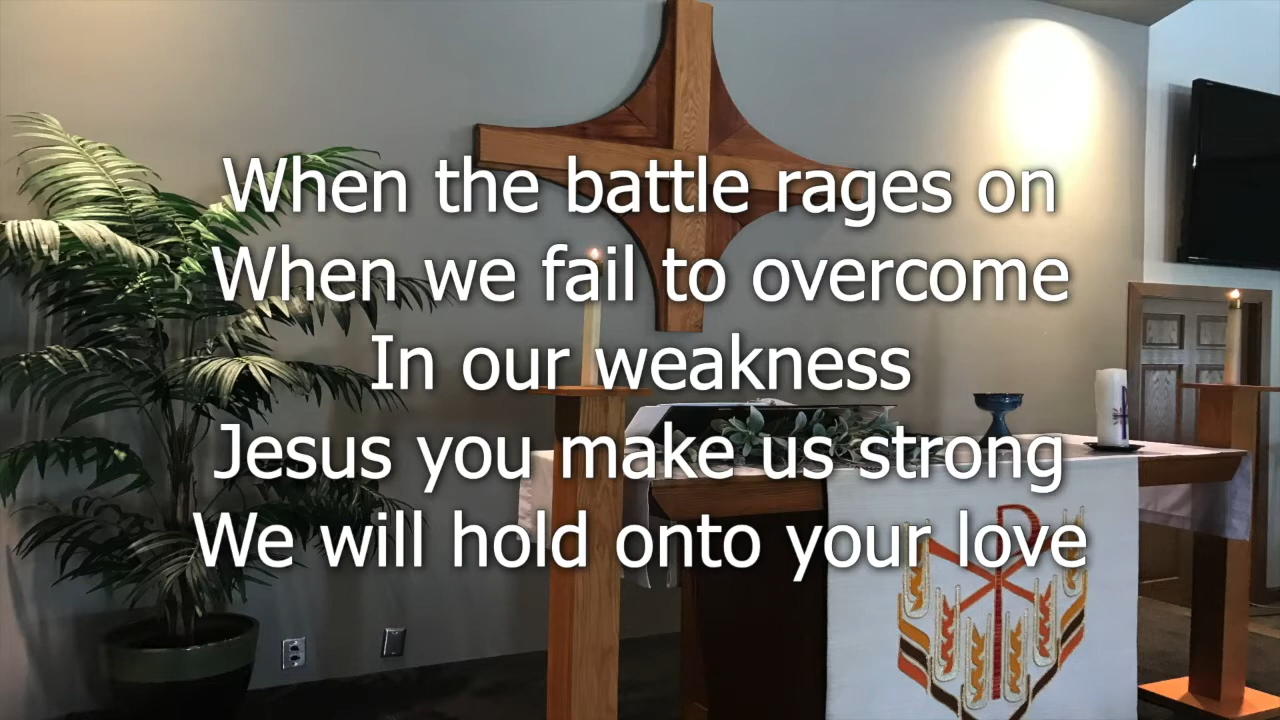 When the battle rages on
When we fail to overcome
In our weakness
Jesus you make us strong
We will hold onto your love